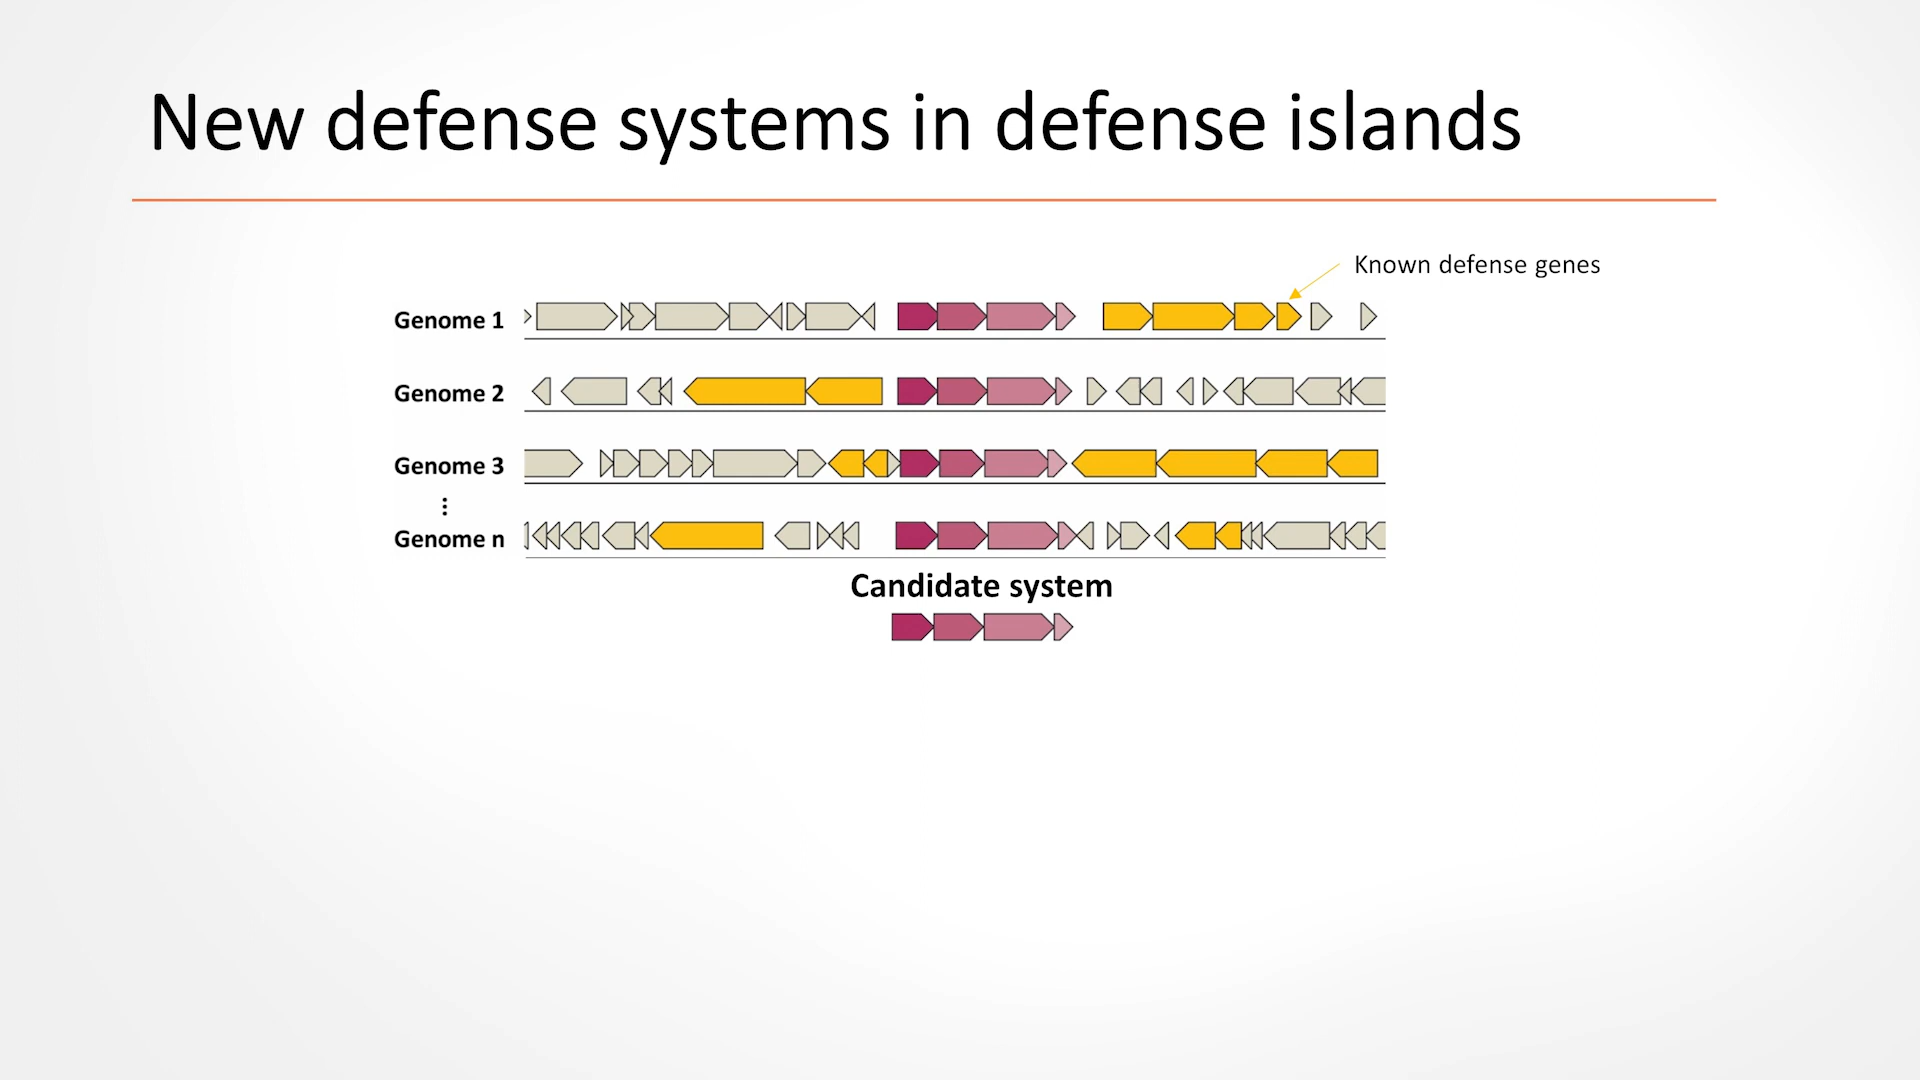 New defense systems in defense islands
Known defense genes
Genome 1
Genome 2
Genome 3
⋮
Genome n
Candidate system